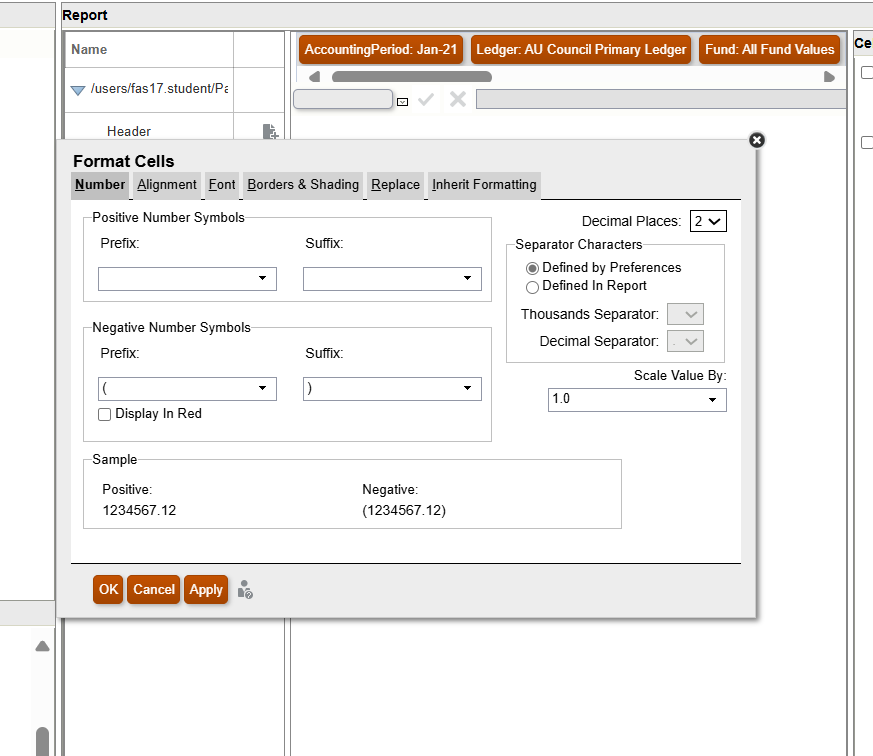 Report
Name
AccountingPeriod: Jan-21 Ledger: AU Council Primary Ledger Fund: All Fund Values
Ce
/users/fas17.student/Pa
Header
Format Cells
Number Alignment Font Borders & Shading Replace Inherit Formatting
Positive Number Symbols
Prefix: Suffix:
Decimal Places: 2
Separator Characters
Defined by Preferences
Defined In Report
Thousands Separator:
Decimal Separator: .
Negative Number Symbols
Prefix: Suffix:
( )
Display In Red
Scale Value By:
1.0
Sample
Positive: Negative:
1234567.12 (1234567.12)
OK Cancel Apply